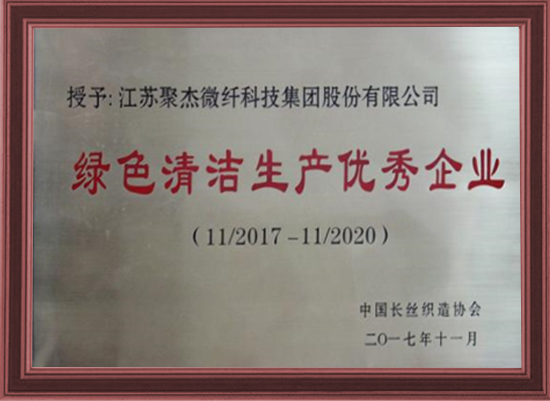 授予:江苏聚杰微纤科技集团股份有限公司
绿色清洁生产优秀企业
(11/2017-11/2020)
中国长丝织造协会
二〇一七年十一月